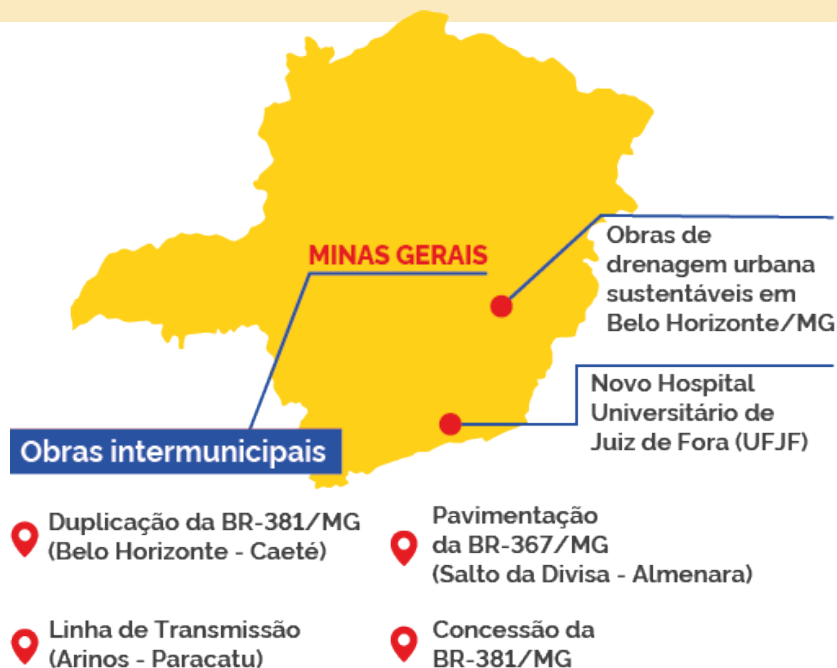 MINAS GERAIS
Obras de
drenagem urbana
sustentáveis em
Belo Horizonte/MG
Novo Hospital
Universitário de
Juiz de Fora (UFJF)
Obras intermunicipais
Duplicação da BR-381/MG
(Belo Horizonte - Caeté)
Pavimentação
da BR-367/MG
(Salto da Divisa - Almenara)
Linha de Transmissão
(Arinos - Paracatu)
Concessão da
BR-381/MG